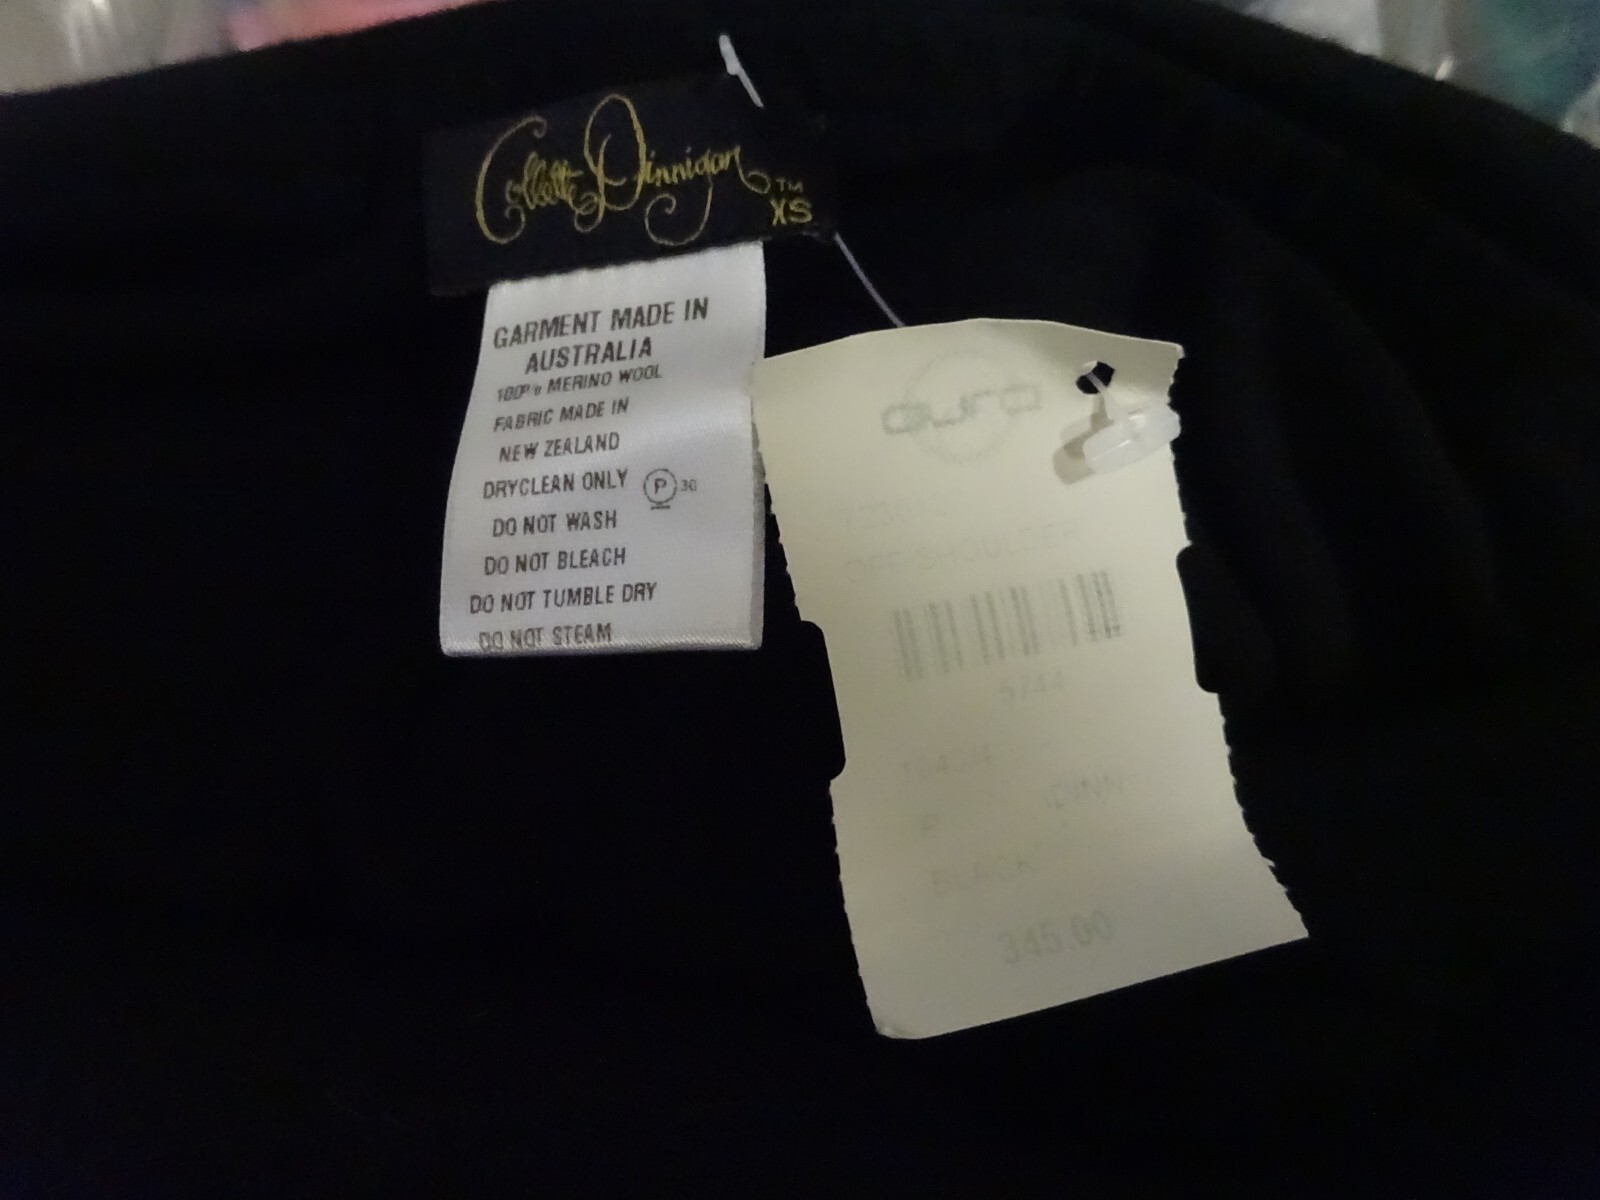 Collette Dinnigan
TM
XS
GARMENT MADE IN
AUSTRALIA
100% MERINO WOOL
FABRIC MADE IN
NEW ZEALAND
DRYCLEAN ONLY P 30
DO NOT WASH
DO NOT BLEACH
DO NOT TUMBLE DRY
DO NOT STEAM
aura
OFF SHOULDER
5744
DINN
BLACK
345.00